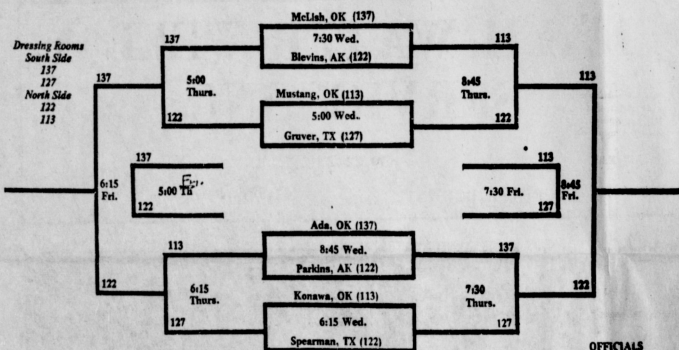 McLish, OK (137)
137
7:30 Wed.
113
Dressing Rooms
South Side
137
127
North Side
122
113
Blevins, AK (122)
137
5:00
Thurs.
8:45
Thurs.
113
Mustang, OK (113)
122
5:00 Wed.
122
Gruver, TX (127)
137
113
6:15
Fri.
5:00 Th
Fri.
7:30 Fri.
8:45
Fri.
122
127
Ada, OK (137)
113
8:45 Wed.
137
Parkins, AK (122)
122
6:15
Thurs.
7:30
Thurs.
122
Konawa, OK (113)
127
6:15 Wed.
127
Spearman, TX (122)
OFFICIALS